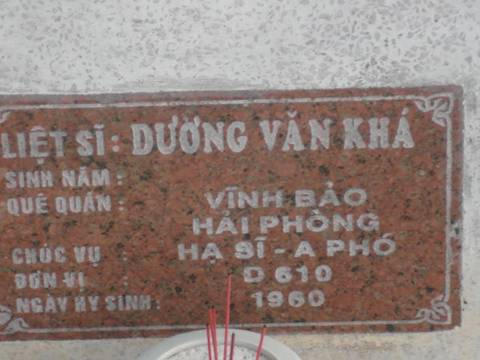 LIỆT SĨ: DƯỜNG VĂN KHÁ
SINH NĂM :
QUÊ QUÁN : VĨNH BẢO
HẢI PHÒNG
CHỨC VỤ : HẠ SĨ - A PHÓ
ĐƠN VỊ : D 610
NGÀY HY SINH : 1960